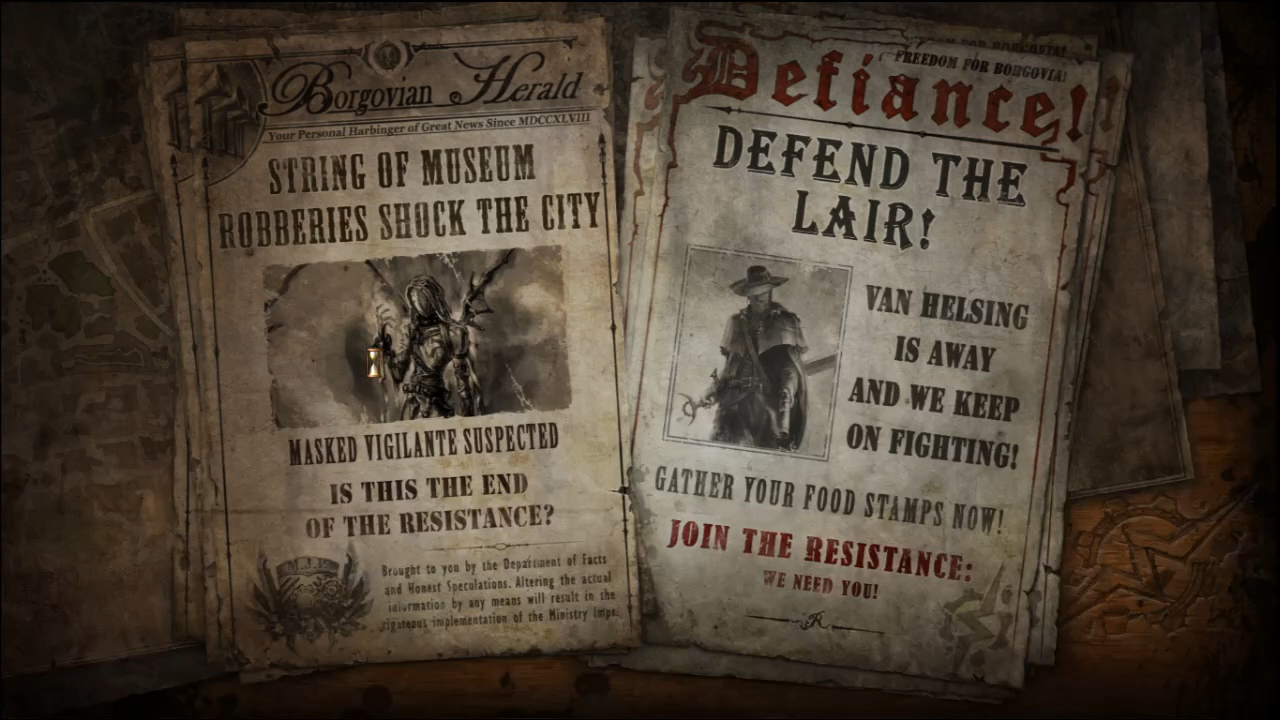 Borgovian Herald
Your Personal Harbinger of Great News Since MDCCXLVIII
STRING OF MUSEUM
ROBBERIES SHOCK THE CITY
MASKED VIGILANTE SUSPECTED
IS THIS THE END
OF THE RESISTANCE?
Brought to you by the Department of Facts
and Honest Speculations. Altering the actual
information by any means will result in the
rigateous implementation of the Ministry Impe.
FREEDOM FOR BORGOVIA!
Defiance!
DEFEND THE
LAIR!
VAN HELSING
IS AWAY
AND WE KEEP
ON FIGHTING!
GATHER YOUR FOOD STAMPS NOW!
JOIN THE RESISTANCE:
WE NEED YOU!
R